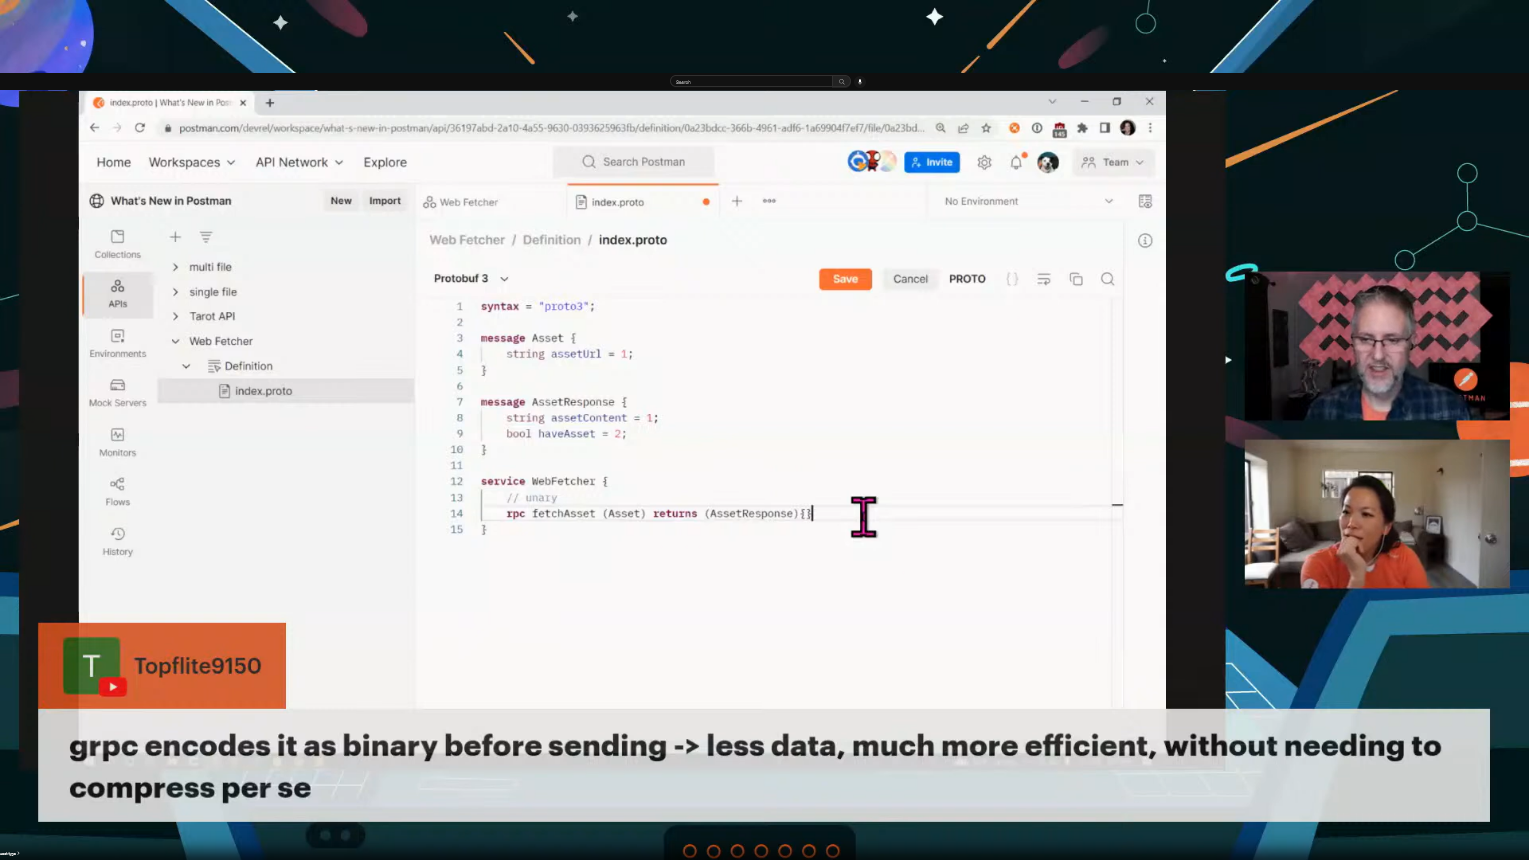 Search
index.proto | What's New in Post
postman.com/devrel/workspace/what-s-new-in-postman/api/36197abd-2a10-4a55-9630-0393625963fb/definition/0a23bdcc-366b-4961-adf6-1a69904f7ef7/file/0a23bd...
145
Home Workspaces API Network Explore Search Postman Invite Team
What's New in Postman New Import Web Fetcher index.proto No Environment
Collections
APIs
Environments
Mock Servers
Monitors
Flows
History
multi file
single file
Tarot API
Web Fetcher
Definition
index.proto
Web Fetcher / Definition / index.proto
Protobuf 3 Save Cancel PROTO
1 syntax = "proto3";
2
3 message Asset {
4 string assetUrl = 1;
5 }
6
7 message AssetResponse {
8 string assetContent = 1;
9 bool haveAsset = 2;
10 }
11
12 service WebFetcher {
13 // unary
14 rpc fetchAsset (Asset) returns (AssetResponse){}
15 }
T Topflite9150
grpc encodes it as binary before sending -> less data, much more efficient, without needing to
compress per se